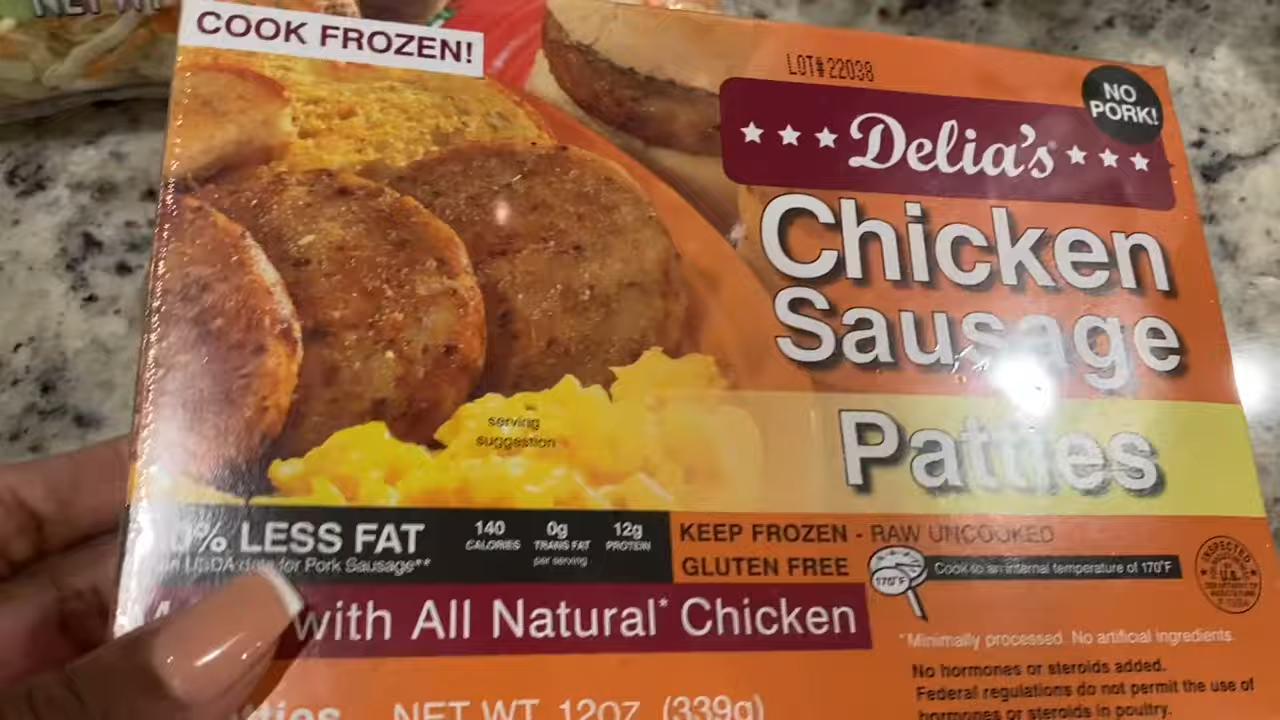 NET WT
COOK FROZEN!
LOT#22038
NO
PORK!
Delia's
Chicken
Sausage
Patties
serving
suggestion
0% LESS FAT
USDA data for Pork Sausage**
140
CALORIES
0g
TRANS FAT
per serving
12g
PROTEIN
KEEP FROZEN - RAW UNCOOKED
GLUTEN FREE
170°F
Cook to an internal temperature of 170°F
INSPECTED
U.S.
DEPARTMENT OF
AGRICULTURE
with All Natural* Chicken
*Minimally processed. No artificial ingredients.
No hormones or steroids added.
Federal regulations do not permit the use of
hormones or steroids in poultry.
NET WT. 12oz. (339g)